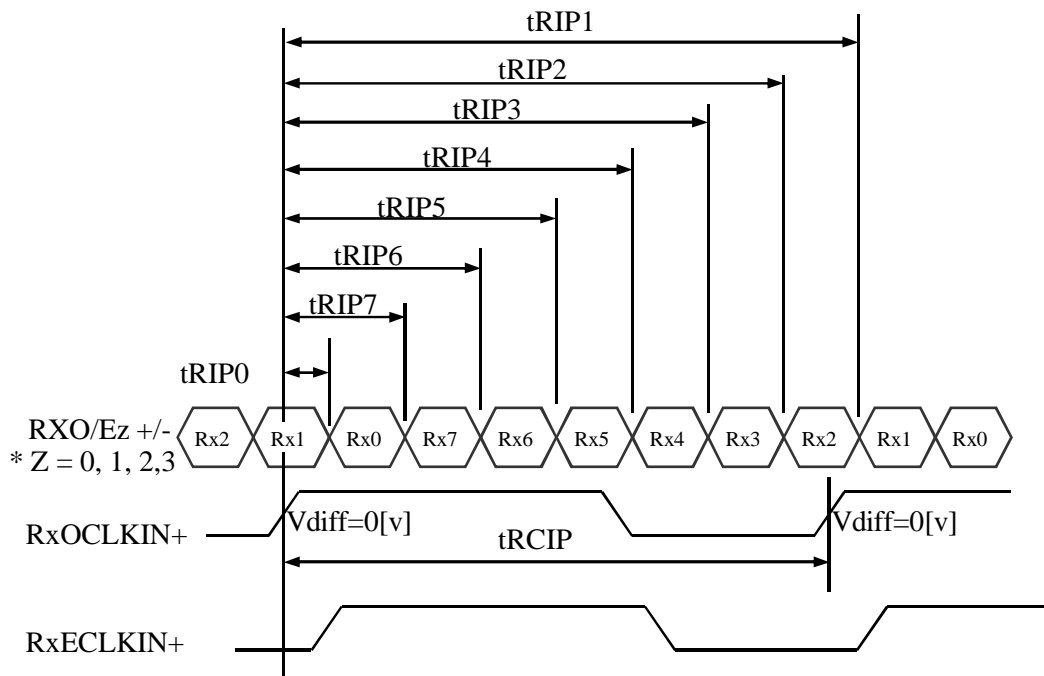 tRIP1
tRIP2
tRIP3
tRIP4
tRIP5
tRIP6
tRIP7
tRIP0
RXO/Ez +/-
* Z = 0, 1, 2,3
Rx2 Rx1 Rx0 Rx7 Rx6 Rx5 Rx4 Rx3 Rx2 Rx1 Rx0
RxOCLKIN+
Vdiff=0[v] Vdiff=0[v]
tRCIP
RxECLKIN+